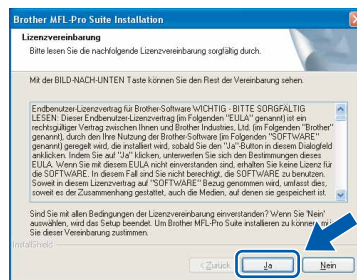 Brother MFL-Pro Suite Installation
Lizenzvereinbarung
Bitte lesen Sie die nachfolgende Lizenzvereinbarung sorgfältig durch.
Mit der BILD-NACH-UNTEN Taste können Sie den Rest der Vereinbarung sehen.
Endbenutzer-Lizenzvertrag für Brother-Software WICHTIG - BITTE SORGFÄLTIG
LESEN: Dieser Endbenutzer-Lizenzvertrag (im Folgenden "EULA" genannt) ist ein
rechtsgültiger Vertrag zwischen Ihnen und Brother Industries, Ltd. (im Folgenden "Brother"
genannt), durch den Ihre Nutzung der Brother-Software (im Folgenden "SOFTWARE"
genannt) geregelt wird, die installiert wird, sobald Sie den "Ja"-Button in diesem Dialogfeld
anklicken. Indem Sie auf "Ja" klicken, unterwerfen Sie sich den Bestimmungen dieses
EULA. Wenn Sie mit diesem EULA nicht einverstanden sind, erhalten Sie keine Lizenz für
die SOFTWARE. In diesem Fall sind Sie nicht berechtigt, die SOFTWARE zu benutzen.
Soweit in diesem Lizenzvertrag auf "SOFTWARE" Bezug genommen wird, umfasst dies,
soweit es der Zusammenhang gestattet, auch die Medien, auf denen sie gespeichert ist.
Sind Sie mit allen Bedingungen der Lizenzvereinbarung einverstanden? Wenn Sie 'Nein'
auswählen, wird das Setup beendet. Um Brother MFL-Pro Suite installieren zu können,
Sie dieser Vereinbarung zustimmen.
InstallShield
< Zurück
Ja
Nein